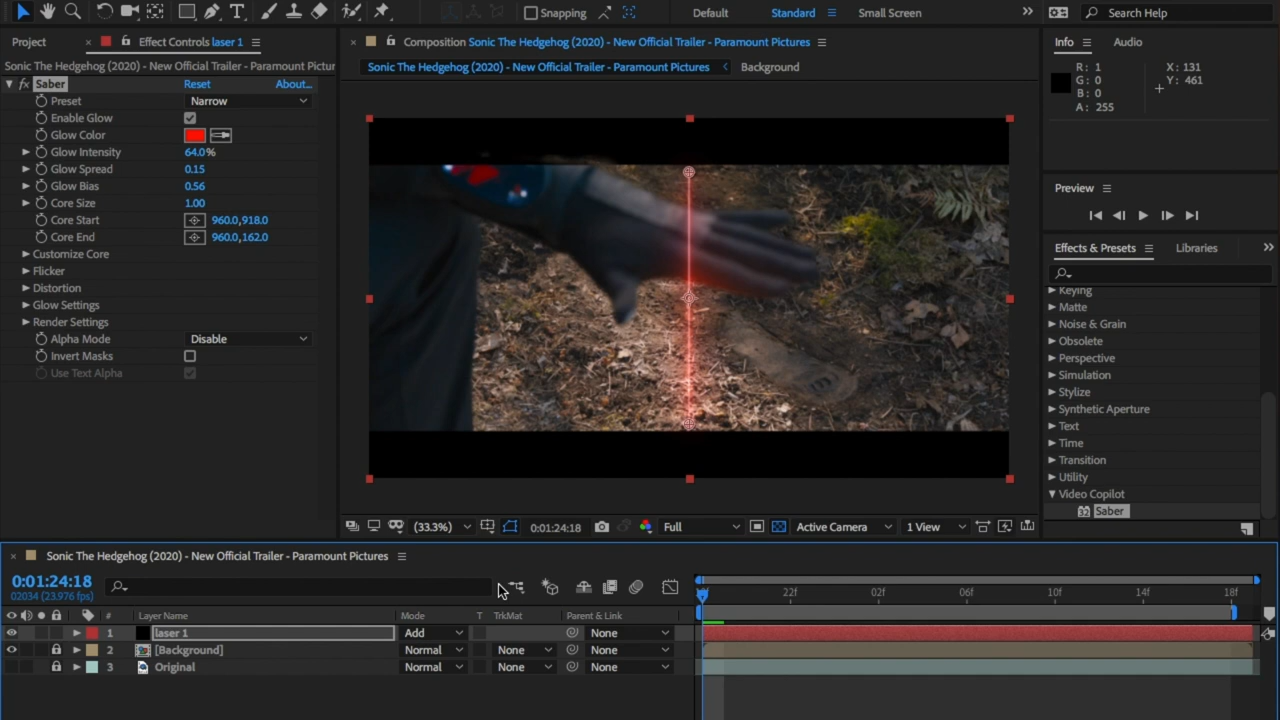 Snapping
Default
Standard
Small Screen
Search Help
Project
Effect Controls laser 1
Composition Sonic The Hedgehog (2020) - New Official Trailer - Paramount Pictures
Info
Audio
Sonic The Hedgehog (2020) - New Official Trailer - Paramount Pictur
Sonic The Hedgehog (2020) - New Official Trailer - Paramount Pictures
Background
fx Saber
Reset
About...
Preset
Narrow
Enable Glow
Glow Color
Glow Intensity
64.0%
Glow Spread
0.15
Glow Bias
0.56
Core Size
1.00
Core Start
960.0,918.0
Core End
960.0,162.0
Customize Core
Flicker
Distortion
Glow Settings
Render Settings
Alpha Mode
Disable
Invert Masks
Use Text Alpha
R: 1
G: 0
B: 0
A: 255
X: 131
Y: 461
Preview
Effects & Presets
Libraries
Keying
Matte
Noise & Grain
Obsolete
Perspective
Simulation
Stylize
Synthetic Aperture
Text
Time
Transition
Utility
Video Copilot
Saber
(33.3%)
0:01:24:18
Full
Active Camera
1 View
Sonic The Hedgehog (2020) - New Official Trailer - Paramount Pictures
0:01:24:18
02034 (23.976 fps)
22f
02f
06f
10f
14f
18f
#
Layer Name
Mode
T
TrkMat
Parent & Link
1
laser 1
Add
None
2
[Background]
Normal
None
None
3
Original
Normal
None
None